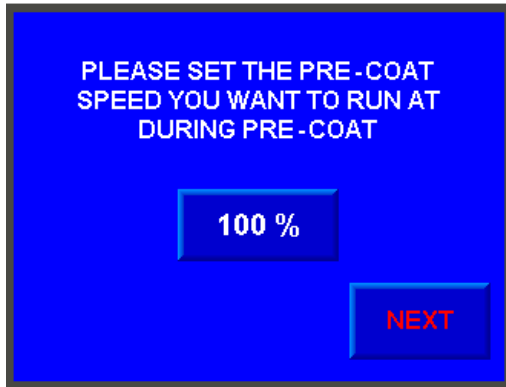 PLEASE SET THE PRE-COAT
SPEED YOU WANT TO RUN AT
DURING PRE-COAT
100 %
NEXT